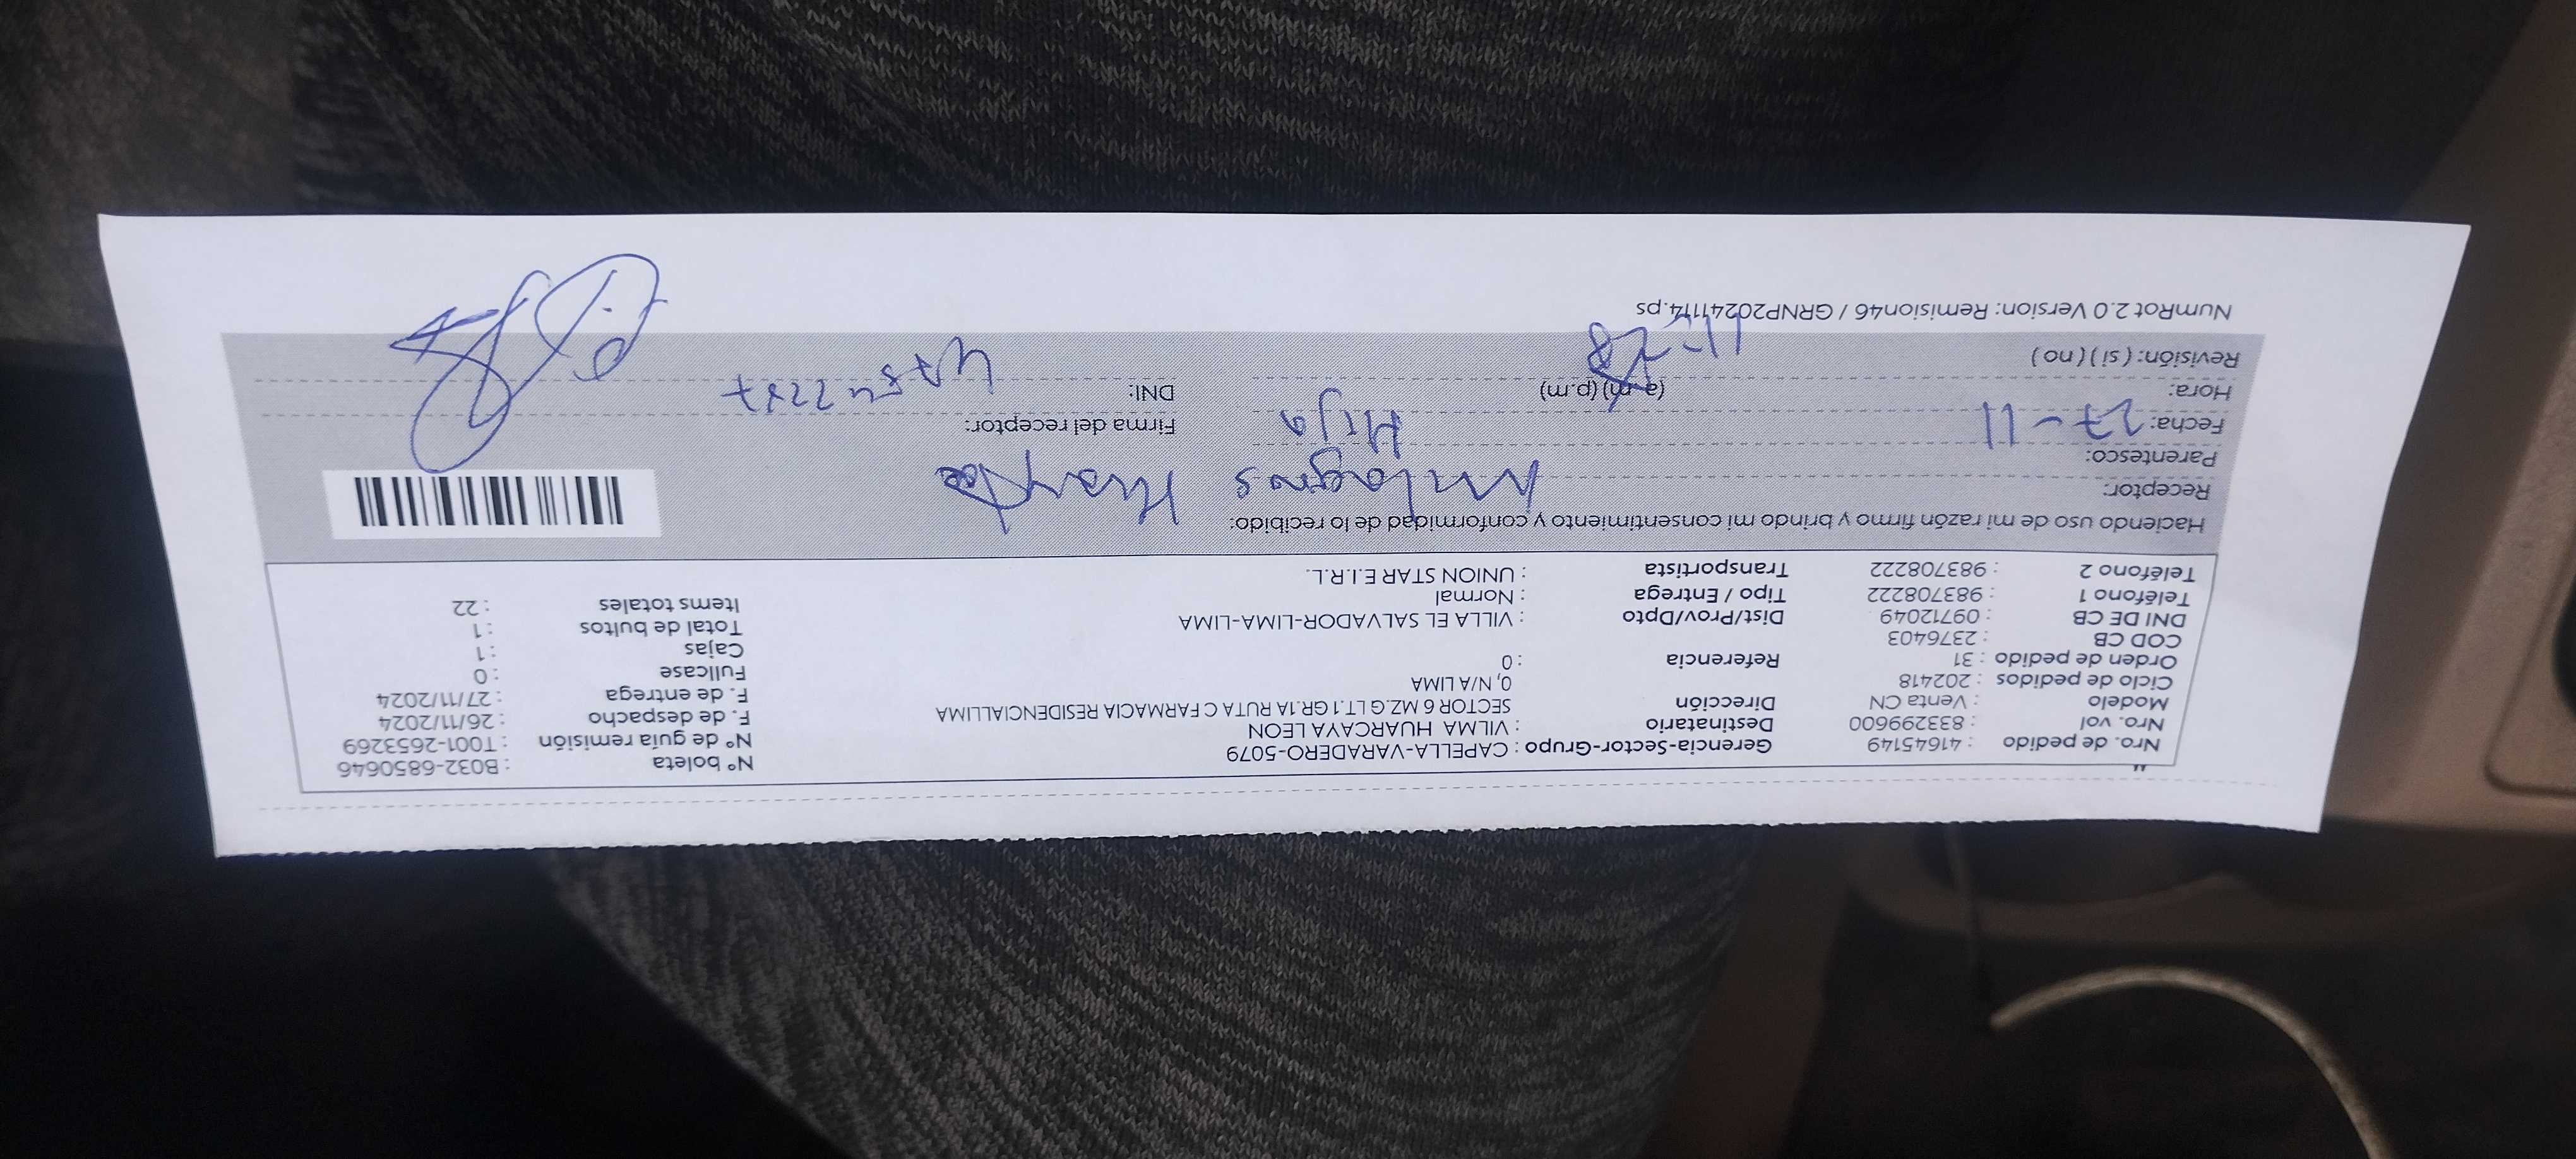 Nro. de pedido : 41645149 Gerencia-Sector-Grupo : CAPELLA-VARADERO-5079 N° boleta : B032-6850646
Nro. vol : 833299600 Destinatario : VILMA HUARCAYA LEON N° de guía remisión : T001-2653269
Modelo : Venta CN Dirección SECTOR 6 MZ.G LT.1 GR.1A RUTA C FARMACIA RESIDENCIALLIMA F. de despacho : 26/11/2024
Ciclo de pedidos : 202418 0, N/A LIMA F. de entrega : 27/11/2024
Orden de pedido : 31 Referencia : 0 Fullcase : 0
COD CB : 2376403 Cajas : 1
DNI DE CB : 09712049 Dist/Prov/Dpto : VILLA EL SALVADOR-LIMA-LIMA Total de bultos : 1
Teléfono 1 : 983708222 Tipo / Entrega : Normal Items totales : 22
Teléfono 2 : 983708222 Transportista : UNION STAR E.I.R.L.
Haciendo uso de mi razón firmo y brindo mi consentimiento y conformidad de lo recibido:
Receptor: Milagros
Parentesco: Hija
Fecha: 27-11 Firma del receptor:
Hora: (a.m) (p.m) DNI:
Revisión: ( si ) ( no )
NumRot 2.0 Version: Remision46 / GRNP20241114.ps